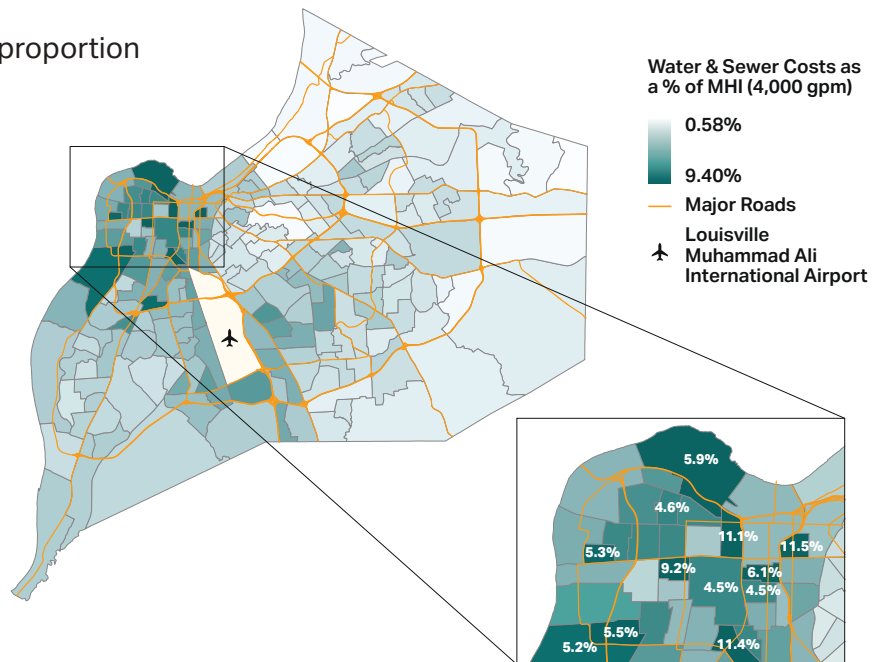 proportion
Water & Sewer Costs as
a % of MHI (4,000 gpm)
0.58%
9.40%
Major Roads
Louisville
Muhammad Ali
International Airport
5.9%
4.6%
11.1%
11.5%
5.3%
9.2%
6.1%
4.5%
4.5%
5.5%
11.4%
5.2%